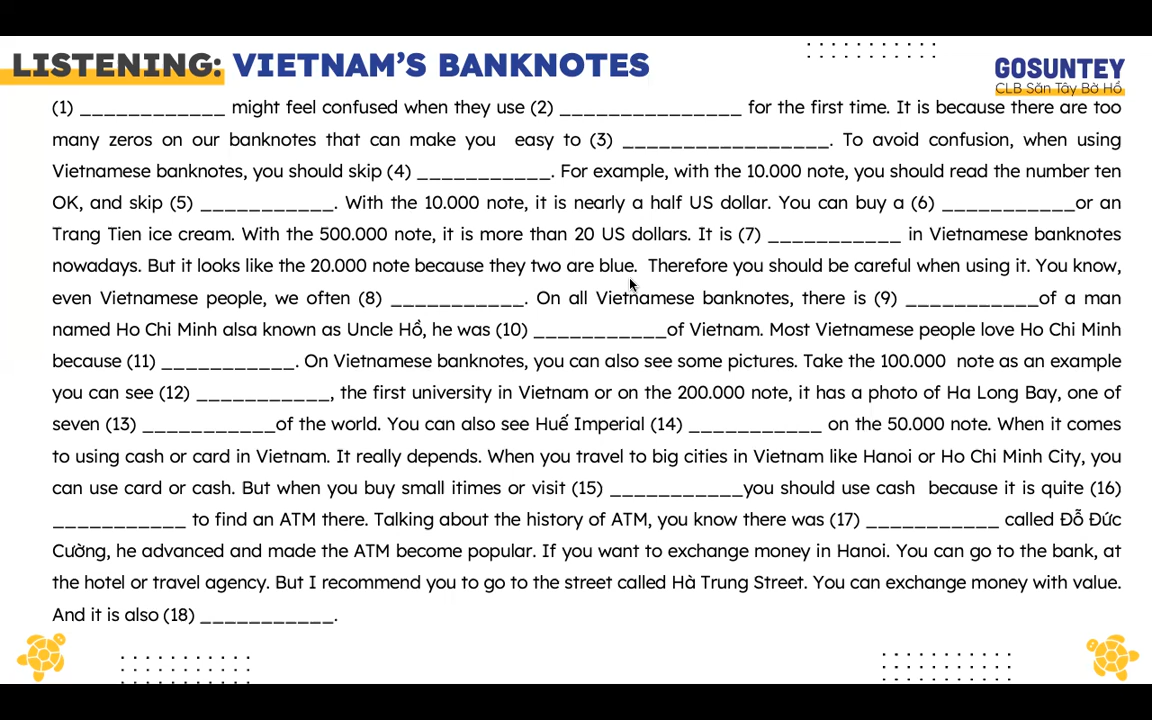 LISTENING: VIETNAM'S BANKNOTES
GOSUNTEY
CLB Săn Tây Bờ Hồ
(1) ____________ might feel confused when they use (2) _______________ for the first time. It is because there are too
many zeros on our banknotes that can make you easy to (3) _________________. To avoid confusion, when using
Vietnamese banknotes, you should skip (4) ___________. For example, with the 10.000 note, you should read the number ten
OK, and skip (5) ___________. With the 10.000 note, it is nearly a half US dollar. You can buy a (6) ___________or an
Trang Tien ice cream. With the 500.000 note, it is more than 20 US dollars. It is (7) ___________ in Vietnamese banknotes
nowadays. But it looks like the 20.000 note because they two are blue. Therefore you should be careful when using it. You know,
even Vietnamese people, we often (8) ___________. On all Vietnamese banknotes, there is (9) ___________of a man
named Ho Chi Minh alsa known as Uncle Hồ, he was (10) ___________of Vietnam. Most Vietnamese people love Ho Chi Minh
because (11) ___________. On Vietnamese banknotes, you can also see some pictures. Take the 100.000 note as an example
you can see (12) ___________, the first university in Vietnam or on the 200.000 note, it has a photo of Ha Long Bay, one of
seven (13) ___________of the world. You can also see Huế Imperial (14) ___________ on the 50.000 note. When it comes
to using cash or card in Vietnam. It really depends. When you travel to big cities in Vietnam like Hanoi or Ho Chi Minh City, you
can use card or cash. But when you buy small itimes or visit (15) ___________you should use cash because it is quite (16)
___________ to find an ATM there. Talking about the history of ATM, you know there was (17) ___________ called Đỗ Đức
Cường, he advanced and made the ATM become popular. If you want to exchange money in Hanoi. You can go to the bank, at
the hotel or travel agency. But I recommend you to go to the street called Hà Trung Street. You can exchange money with value.
And it is also (18) ___________.